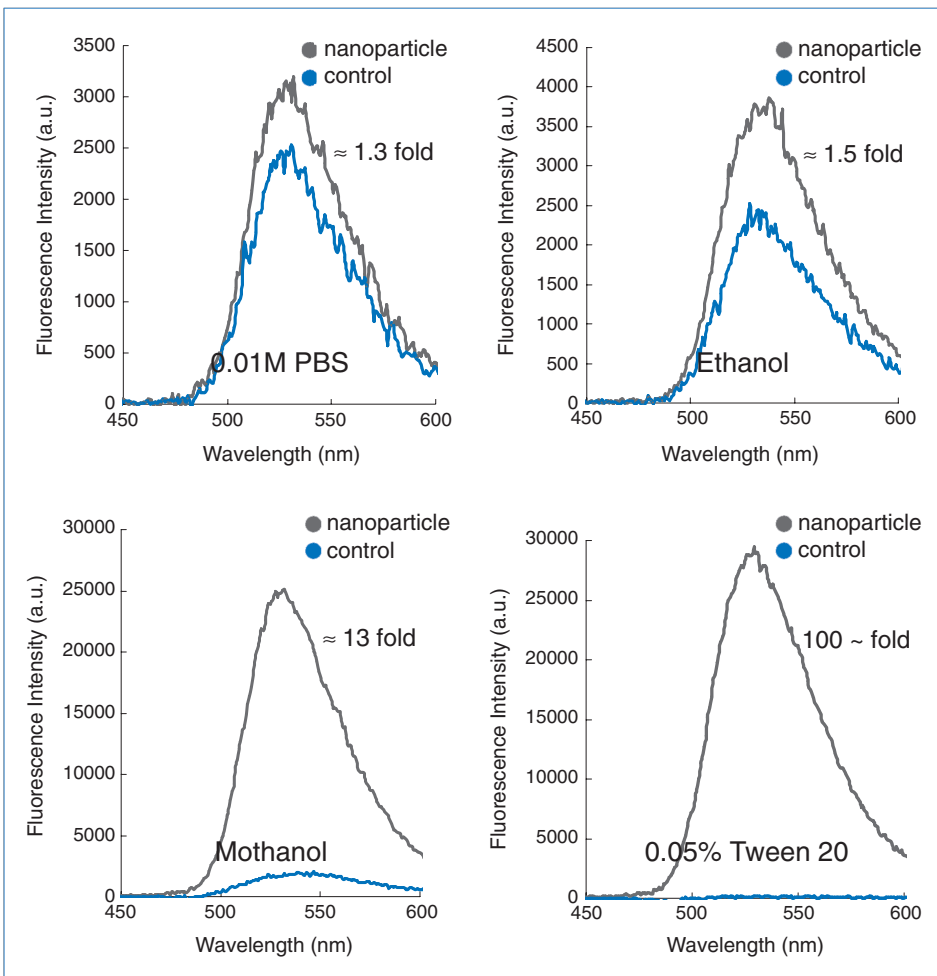 3500
3000
2500
2000
1500
1000
500
0
Fluorescence Intensity (a.u.)
nanoparticle
control
≈ 1.3 fold
0.01M PBS
450 500 550 600
Wavelength (nm)
4500
4000
3500
3000
2500
2000
1500
1000
500
0
Fluorescence Intensity (a.u.)
nanoparticle
control
≈ 1.5 fold
Ethanol
450 500 550 600
Wavelength (nm)
30000
25000
20000
15000
10000
5000
0
Fluorescence Intensity (a.u.)
nanoparticle
control
≈ 13 fold
Mothanol
450 500 550 600
Wavelength (nm)
30000
25000
20000
15000
10000
5000
0
Fluorescence Intensity (a.u.)
nanoparticle
control
100 ~ fold
0.05% Tween 20
450 500 550 600
Wavelength (nm)